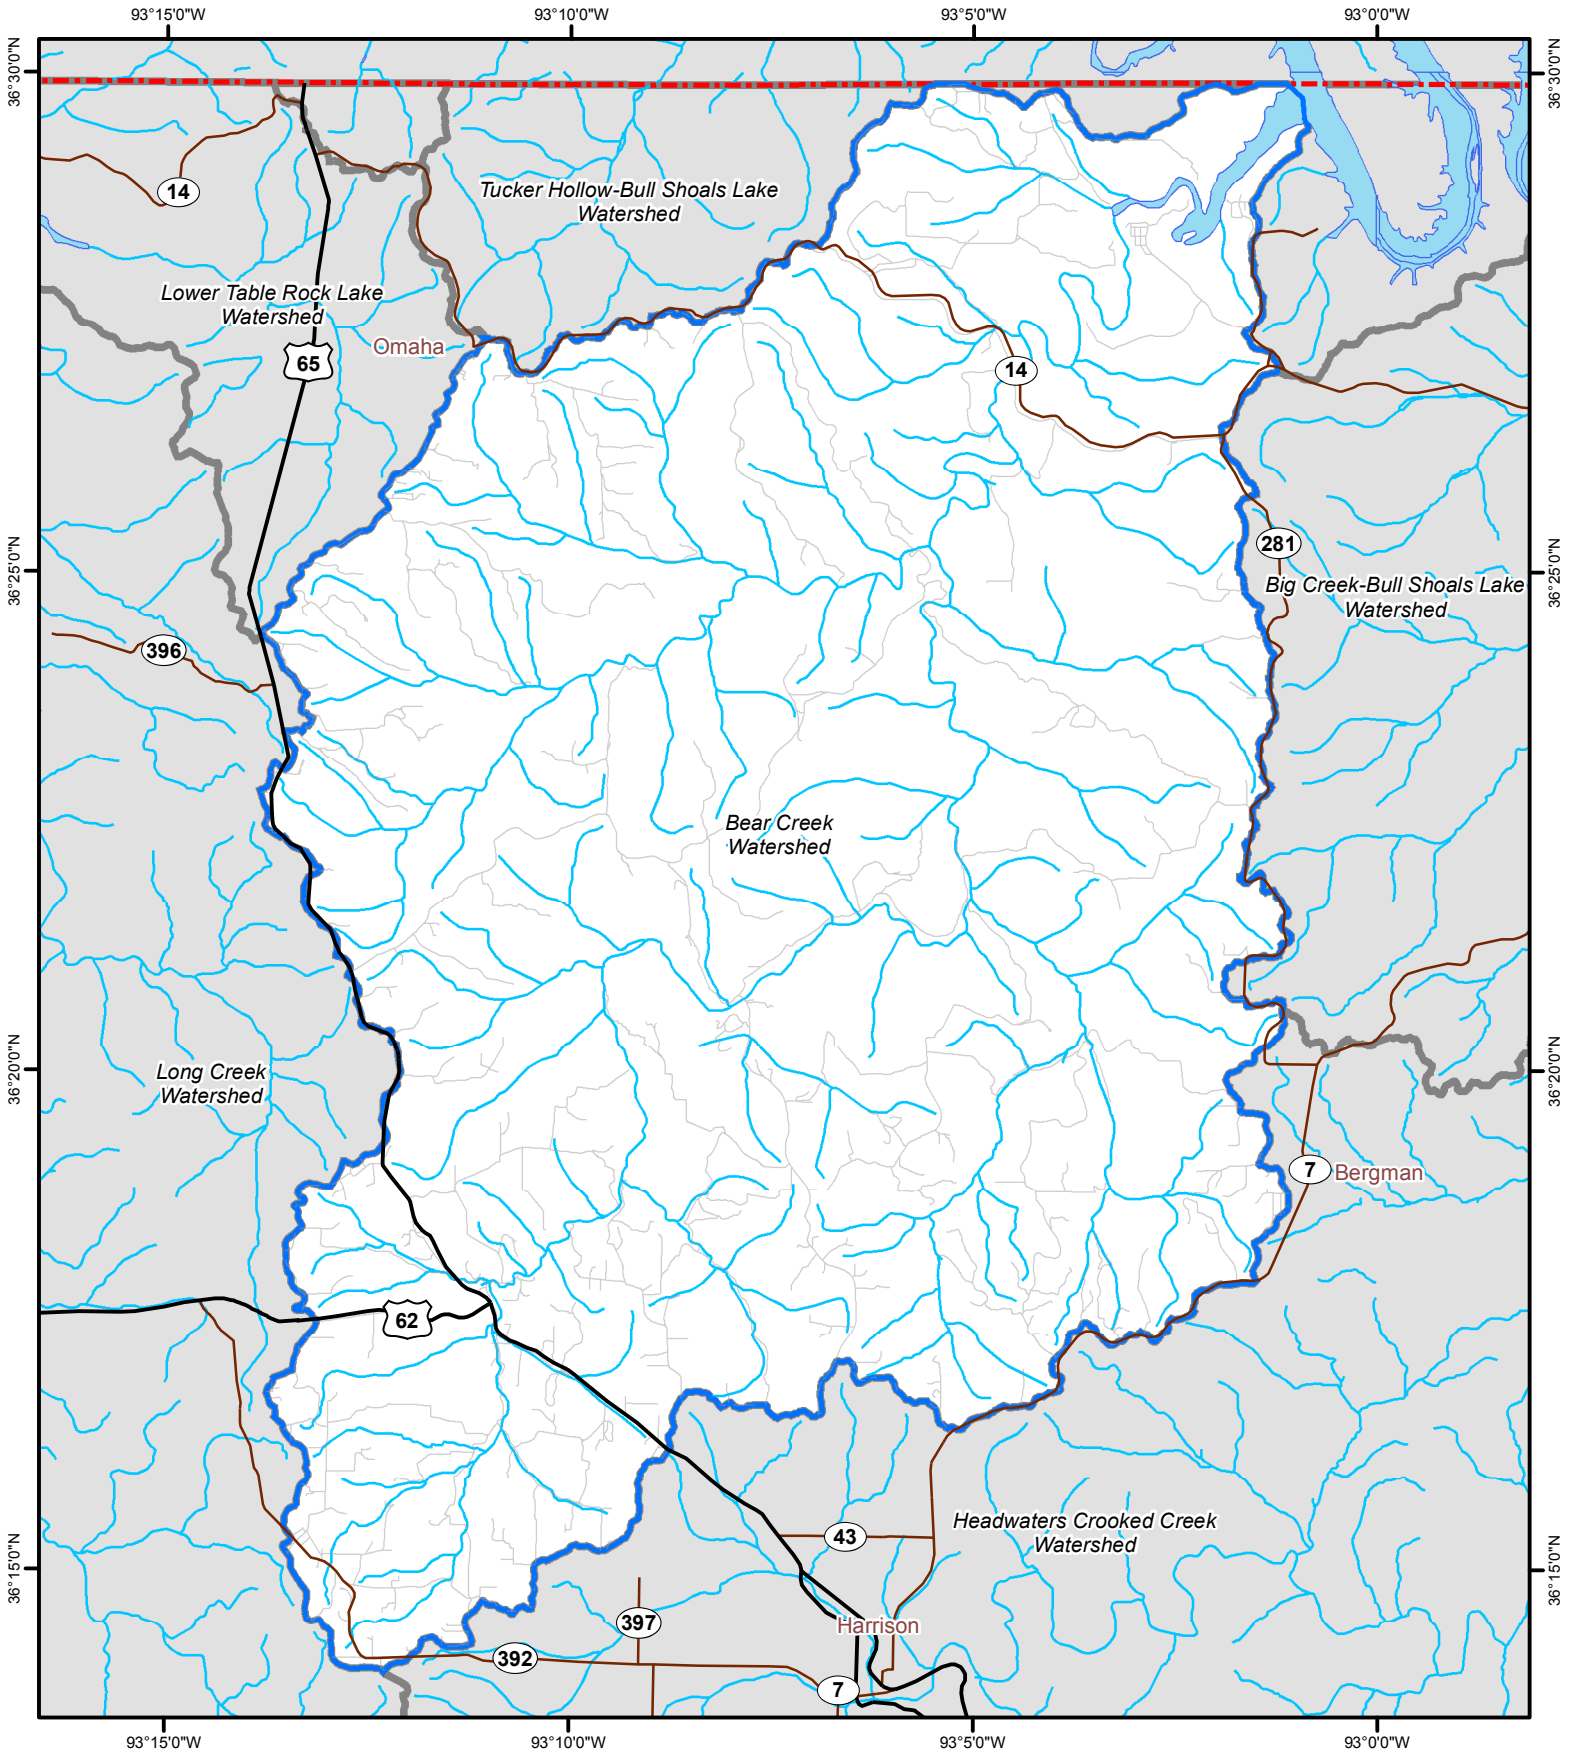 93°15'0"W
93°10'0"W
93°5'0"W
93°0'0"W
36°30'0"N
36°30'0"N
14
Tucker Hollow-Bull Shoals Lake
Watershed
Lower Table Rock Lake
Watershed
Omaha
65
14
281
36°25'0"N
36°25'0"N
Big Creek-Bull Shoals Lake
Watershed
396
Bear Creek
Watershed
36°20'0"N
36°20'0"N
Long Creek
Watershed
7
Bergman
62
Headwaters Crooked Creek
Watershed
43
36°15'0"N
36°15'0"N
397
Harrison
392
7
93°15'0"W
93°10'0"W
93°5'0"W
93°0'0"W